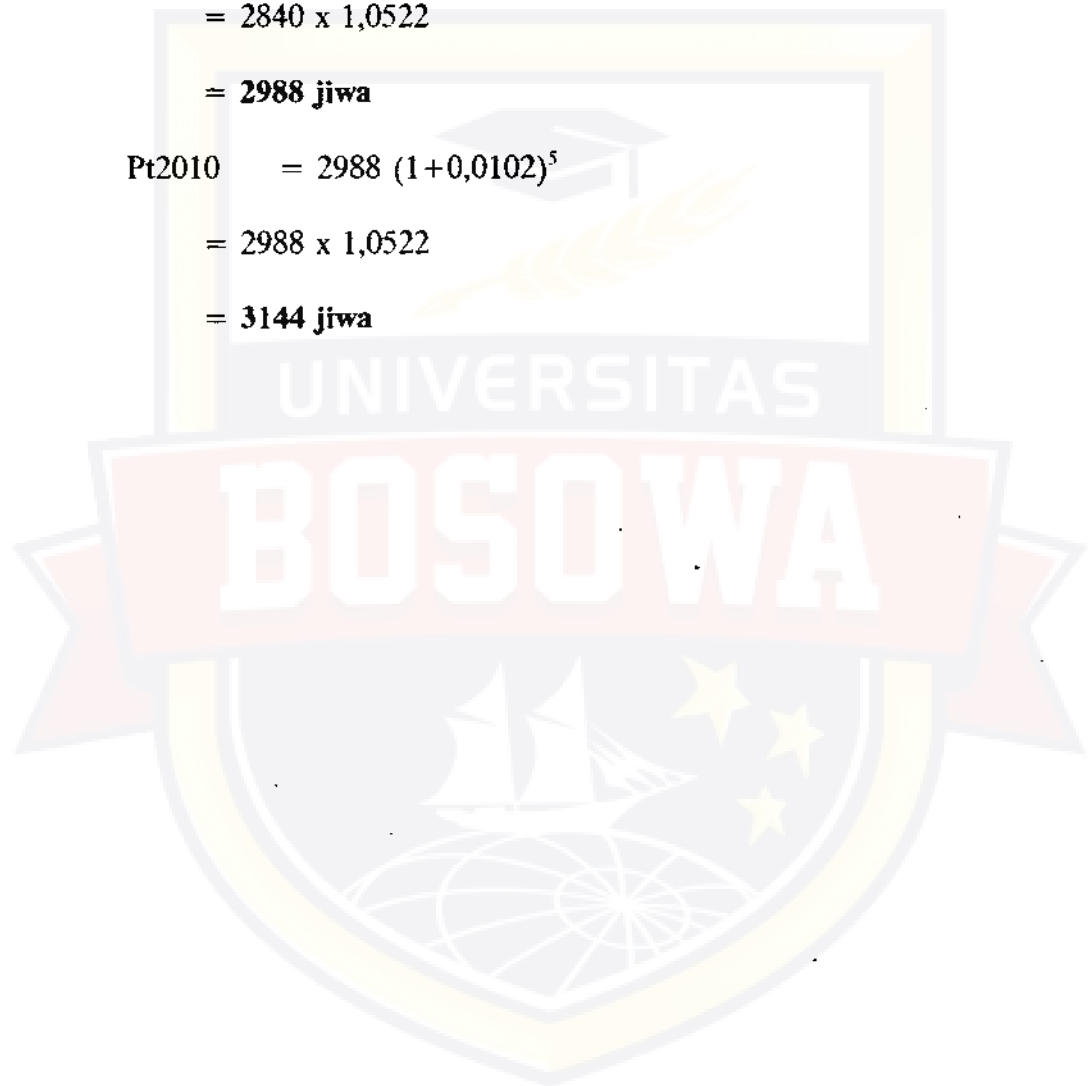 = 2840 x 1,0522
= 2988 jiwa
Pt2010 = 2988 (1+0,0102)⁵
= 2988 x 1,0522
= 3144 jiwa
UNIVERSITAS
BOSOWA